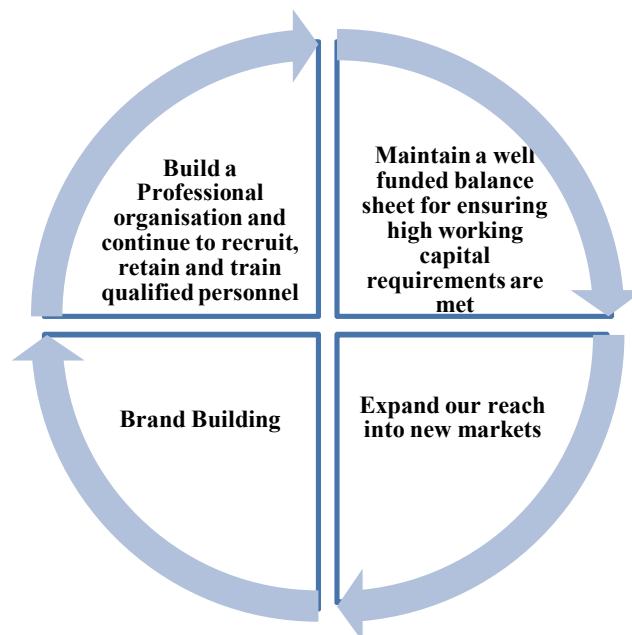 Build a
Professional
organisation and
continue to recruit,
retain and train
qualified personnel
Maintain a well
funded balance
sheet for ensuring
high working
capital
requirements are
met
Brand Building
Expand our reach
into new markets